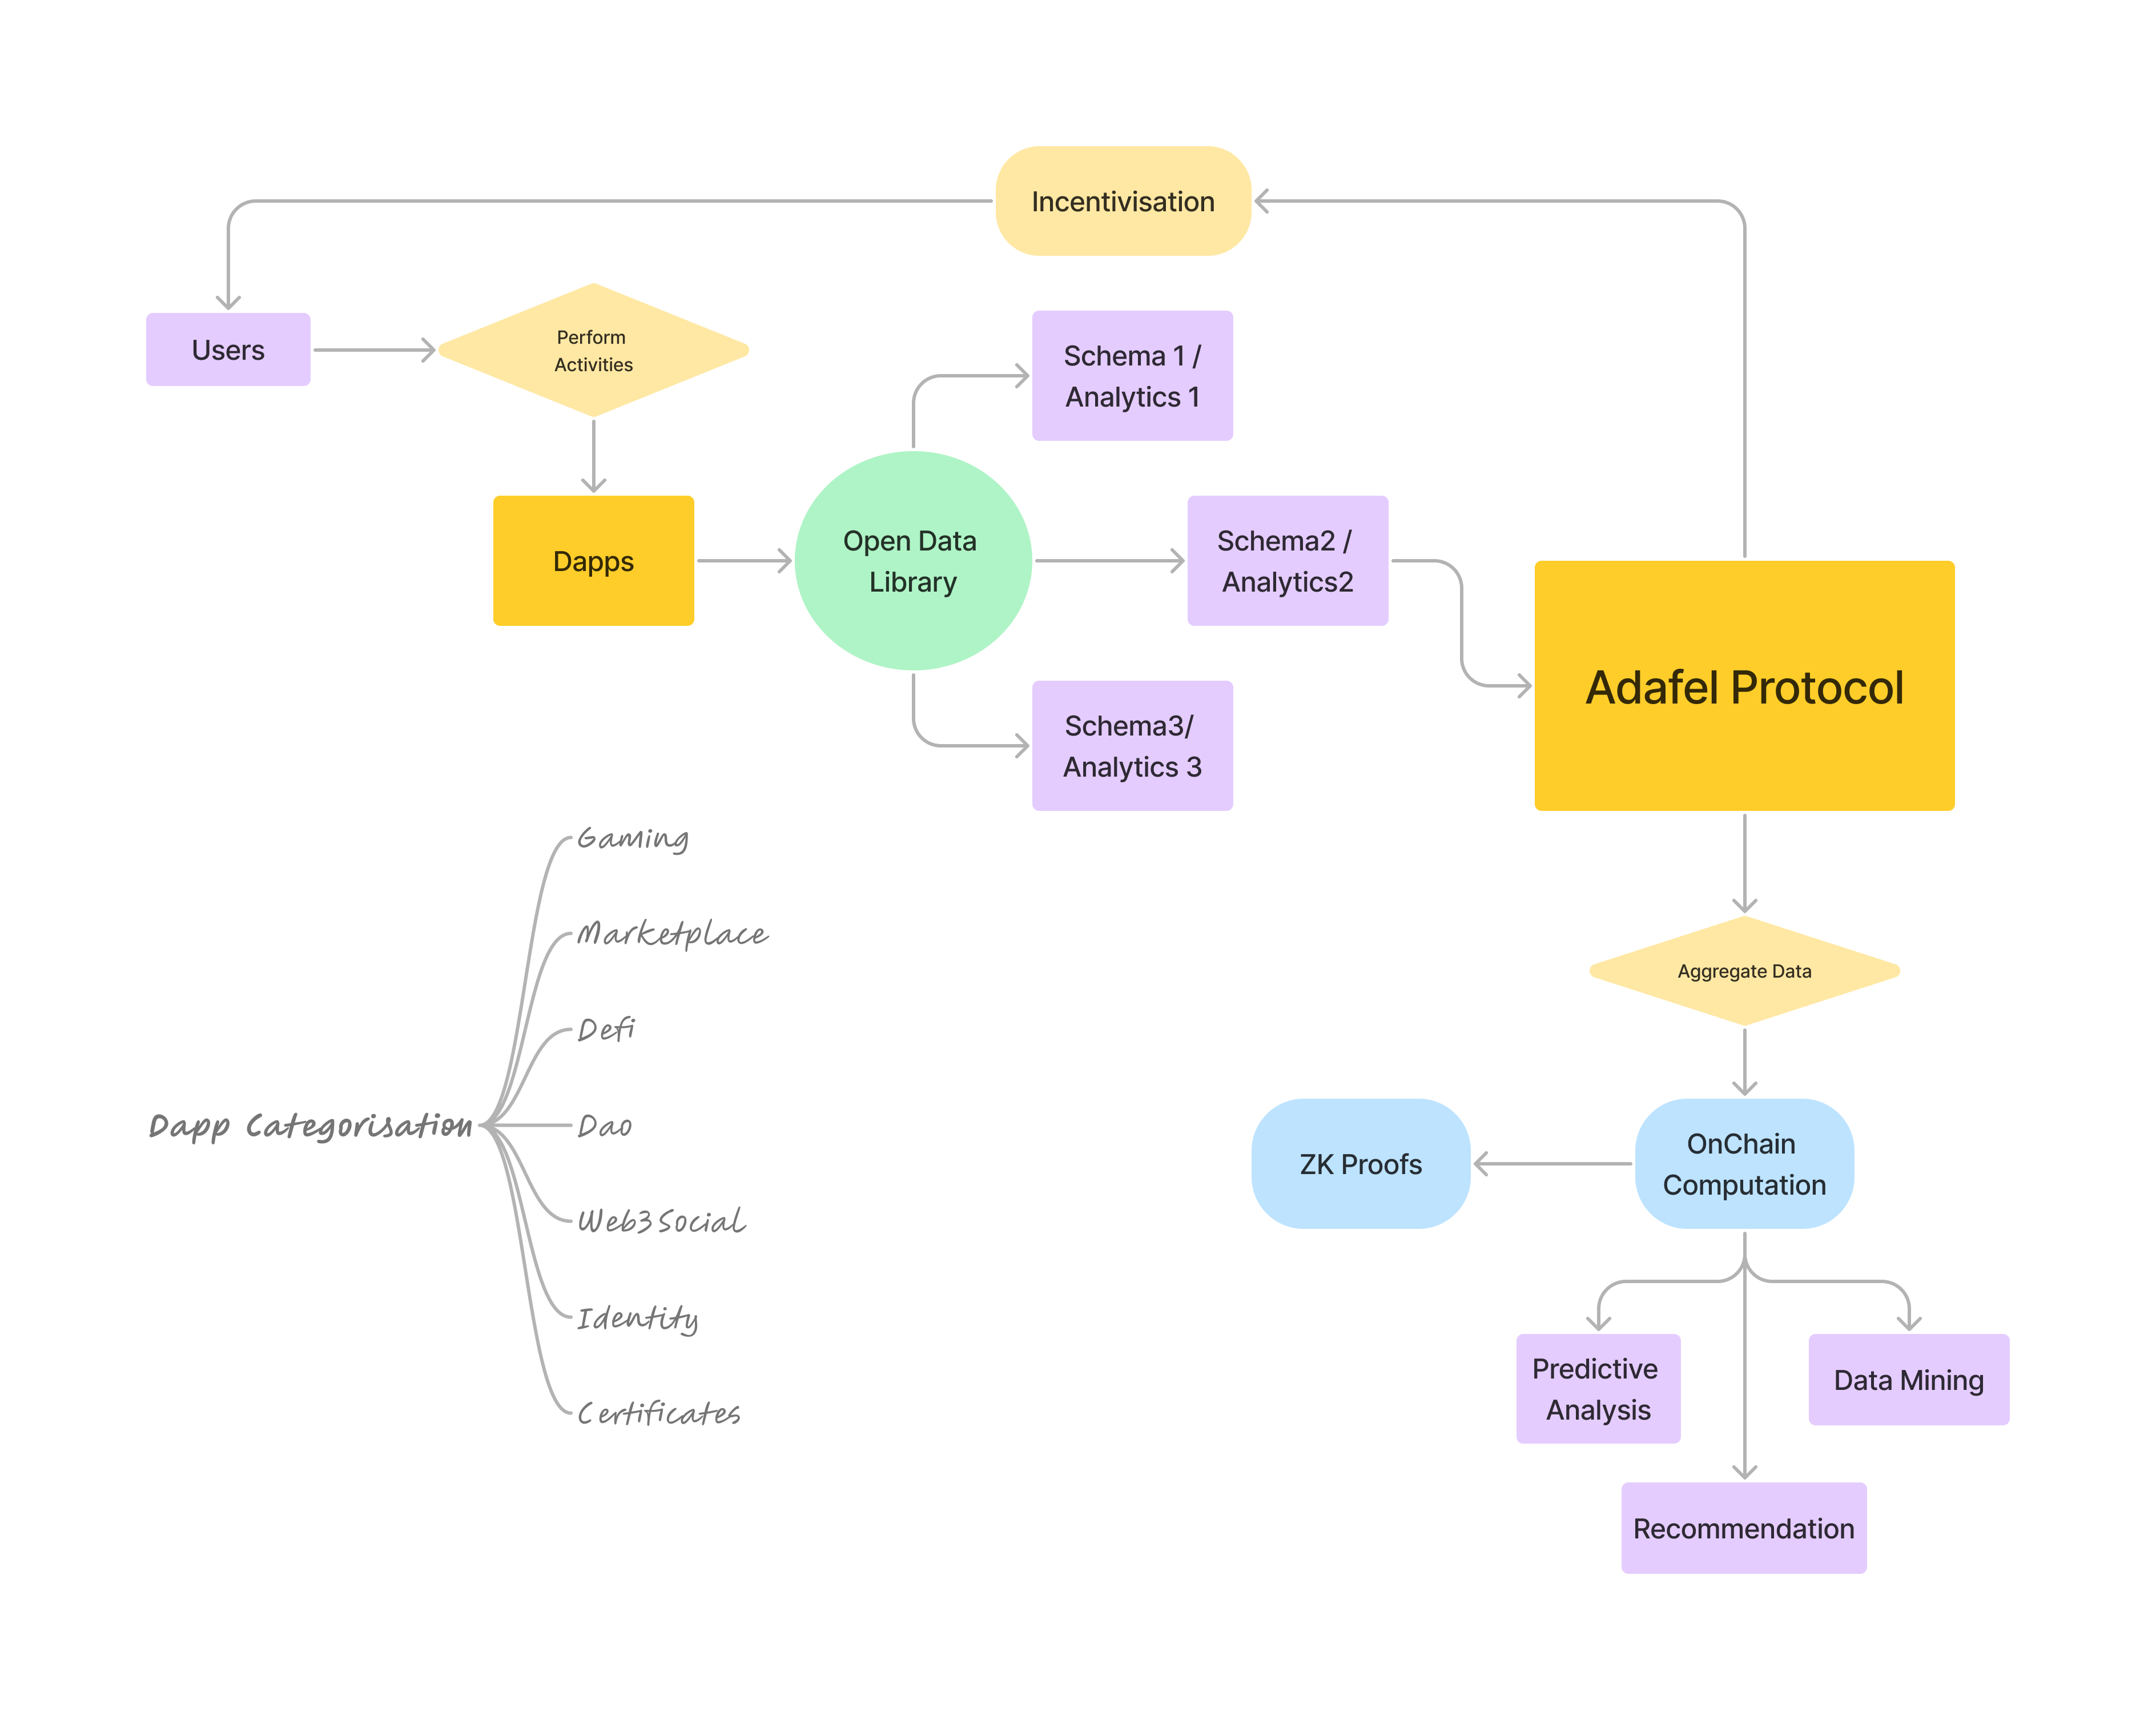 Incentivisation
Users
Perform
Activities
Schema 1 /
Analytics 1
Dapps
Open Data
Library
Schema2 /
Analytics2
Adafel Protocol
Schema3/
Analytics 3
Gaming
Marketplace
Defi
Dapp Categorisation
Dao
Web3 Social
Identity
Certificates
Aggregate Data
ZK Proofs
OnChain
Computation
Predictive
Analysis
Data Mining
Recommendation